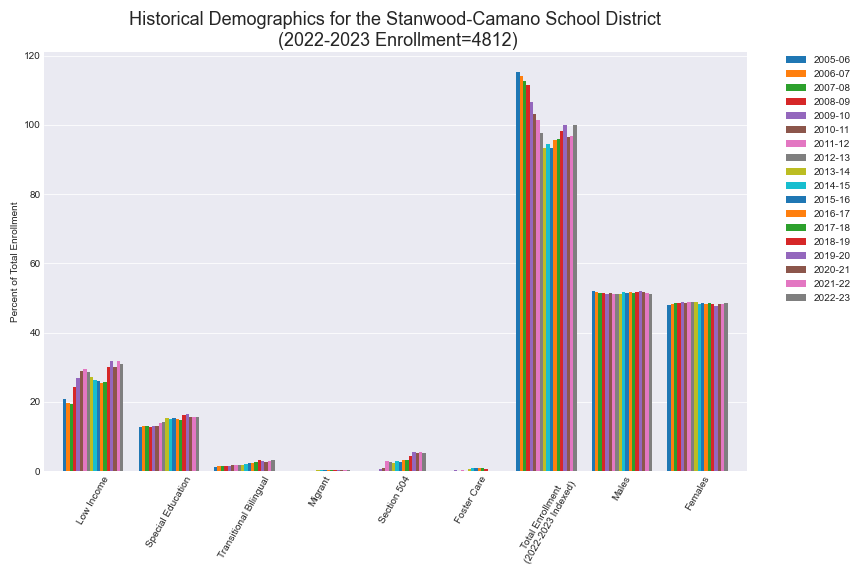 Historical Demographics for the Stanwood-Camano School District
(2022-2023 Enrollment=4812)
Percent of Total Enrollment
120
100
80
60
40
20
0
Low Income
Special Education
Transitional Bilingual
Migrant
Section 504
Foster Care
Total Enrollment
(2022-2023 Indexed)
Males
Females
2005-06
2006-07
2007-08
2008-09
2009-10
2010-11
2011-12
2012-13
2013-14
2014-15
2015-16
2016-17
2017-18
2018-19
2019-20
2020-21
2021-22
2022-23